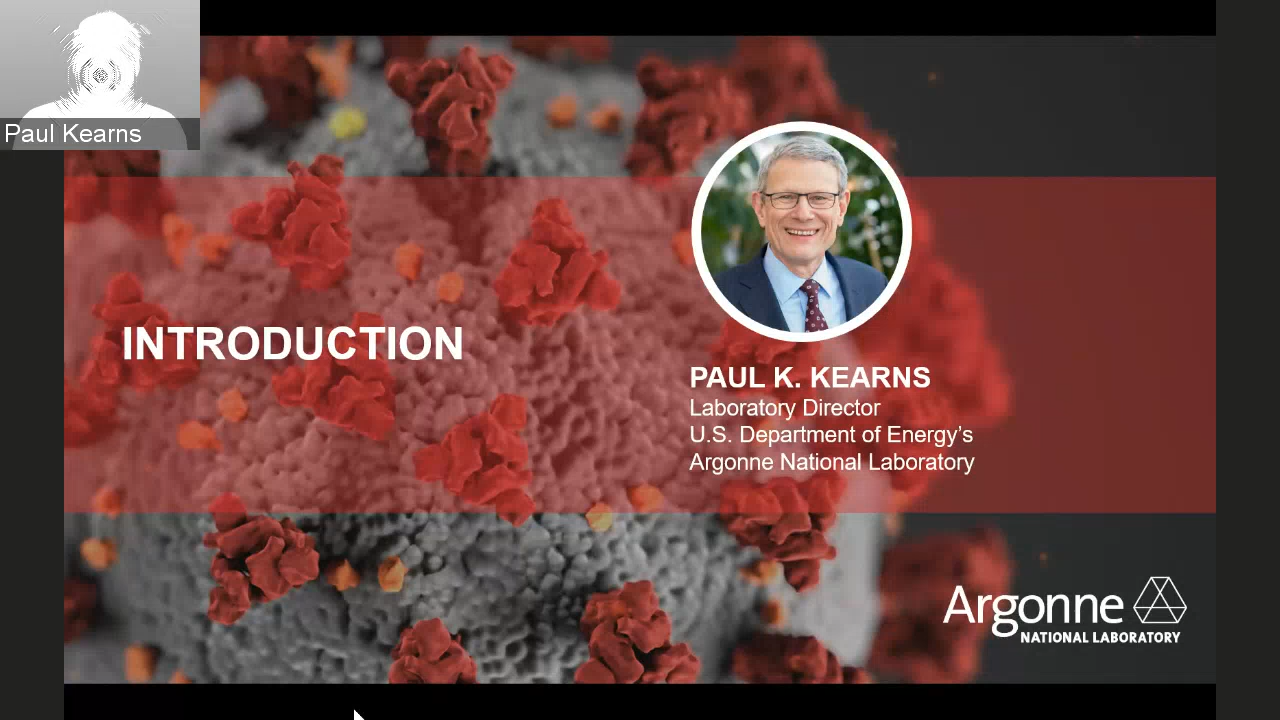 Paul Kearns
INTRODUCTION
PAUL K. KEARNS
Laboratory Director
U.S. Department of Energy’s
Argonne National Laboratory
Argonne
NATIONAL LABORATORY